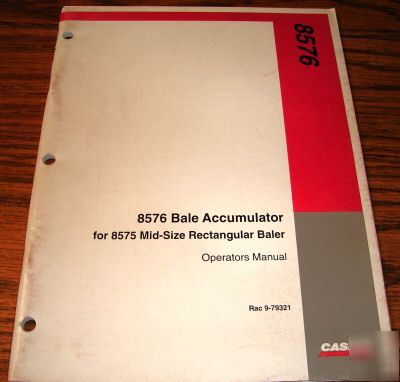 8576
8576 Bale Accumulator
for 8575 Mid-Size Rectangular Baler
Operators Manual
Rac 9-79321
CASE